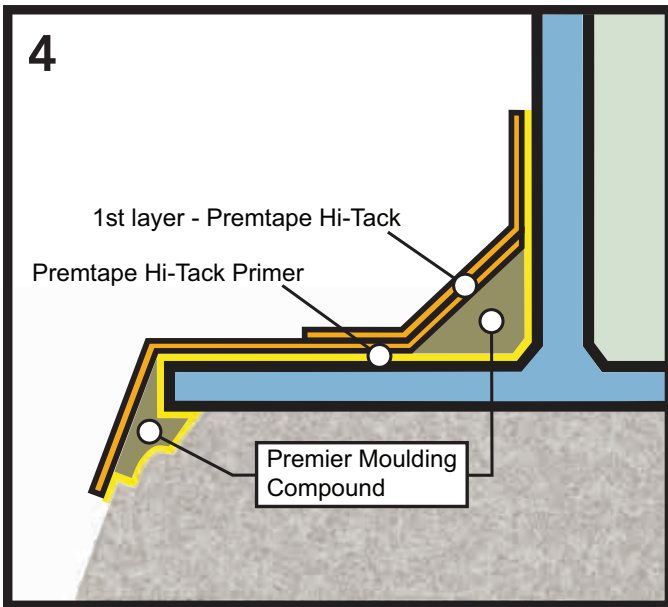 4
1st layer - Premtape Hi-Tack
Premtape Hi-Tack Primer
Premier Moulding
Compound